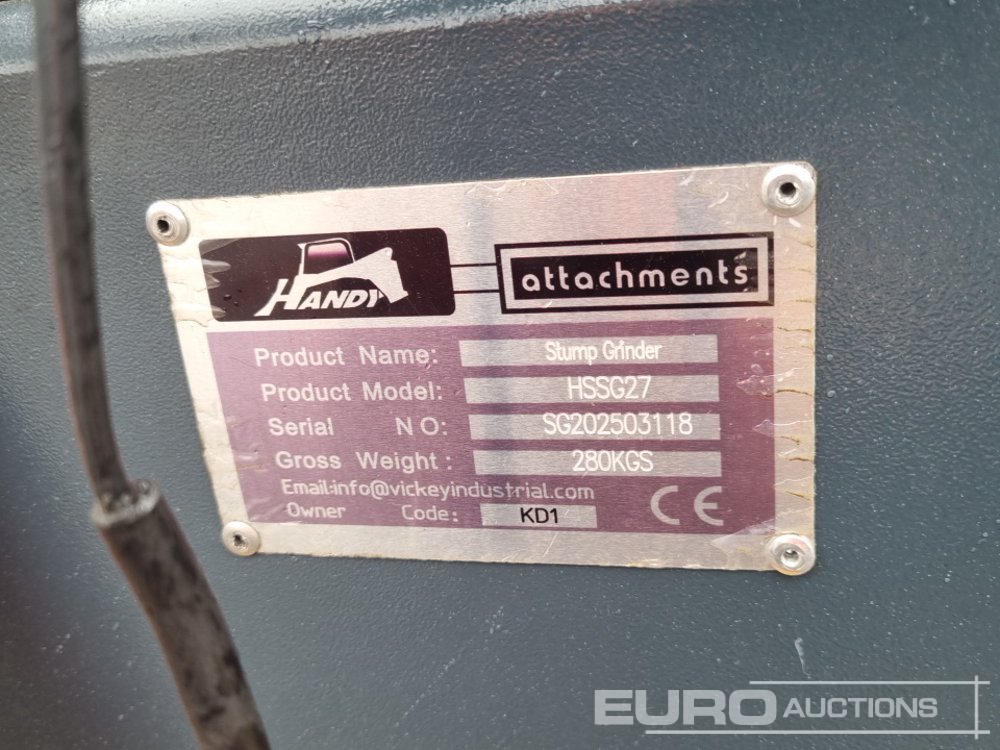 HANDY attachments
Product Name: Stump Grinder
Product Model: HSSG27
Serial NO: SG202503118
Gross Weight: 280KGS
Email:info@vickeyindustrial.com
Owner Code: KD1
CE
EURO AUCTIONS